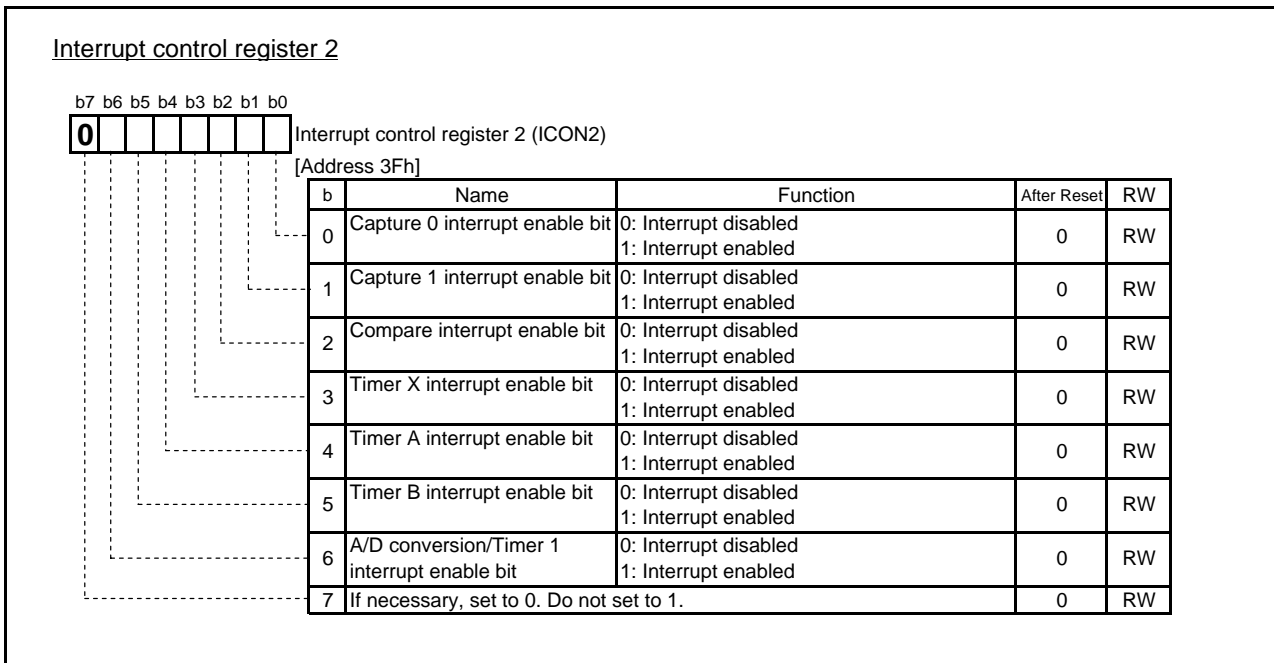 Interrupt control register 2
b7 b6 b5 b4 b3 b2 b1 b0
0
Interrupt control register 2 (ICON2)
[Address 3Fh]
b Name Function After Reset RW
0 Capture 0 interrupt enable bit 0: Interrupt disabled 0 RW
1: Interrupt enabled
1 Capture 1 interrupt enable bit 0: Interrupt disabled 0 RW
1: Interrupt enabled
2 Compare interrupt enable bit 0: Interrupt disabled 0 RW
1: Interrupt enabled
3 Timer X interrupt enable bit 0: Interrupt disabled 0 RW
1: Interrupt enabled
4 Timer A interrupt enable bit 0: Interrupt disabled 0 RW
1: Interrupt enabled
5 Timer B interrupt enable bit 0: Interrupt disabled 0 RW
1: Interrupt enabled
6 A/D conversion/Timer 1 0: Interrupt disabled 0 RW
interrupt enable bit 1: Interrupt enabled
7 If necessary, set to 0. Do not set to 1. 0 RW